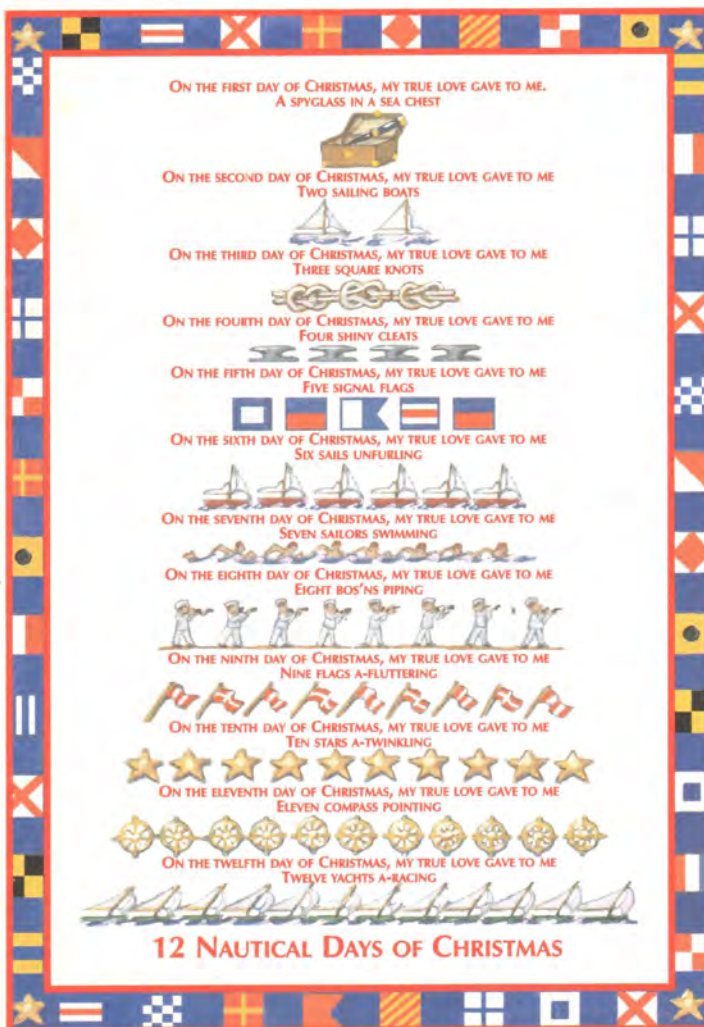 On the first day of Christmas, my true love gave to me.
A spyglass in a sea chest
On the second day of Christmas, my true love gave to me
Two sailing boats
On the third day of Christmas, my true love gave to me
Three square knots
On the fourth day of Christmas, my true love gave to me
Four shiny cleats
On the fifth day of Christmas, my true love gave to me
Five signal flags
On the sixth day of Christmas, my true love gave to me
Six sails unfurling
On the seventh day of Christmas, my true love gave to me
Seven sailors swimming
On the eighth day of Christmas, my true love gave to me
Eight bos'ns piping
On the ninth day of Christmas, my true love gave to me
Nine flags a-fluttering
On the tenth day of Christmas, my true love gave to me
Ten stars a-twinkling
On the eleventh day of Christmas, my true love gave to me
Eleven compass pointing
On the twelfth day of Christmas, my true love gave to me
Twelve yachts a-racing
12 Nautical Days of Christmas